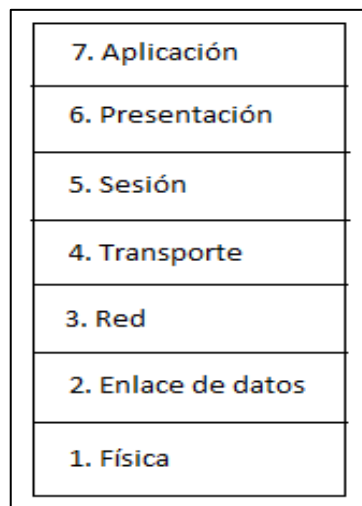 7. Aplicación
6. Presentación
5. Sesión
4. Transporte
3. Red
2. Enlace de datos
1. Física